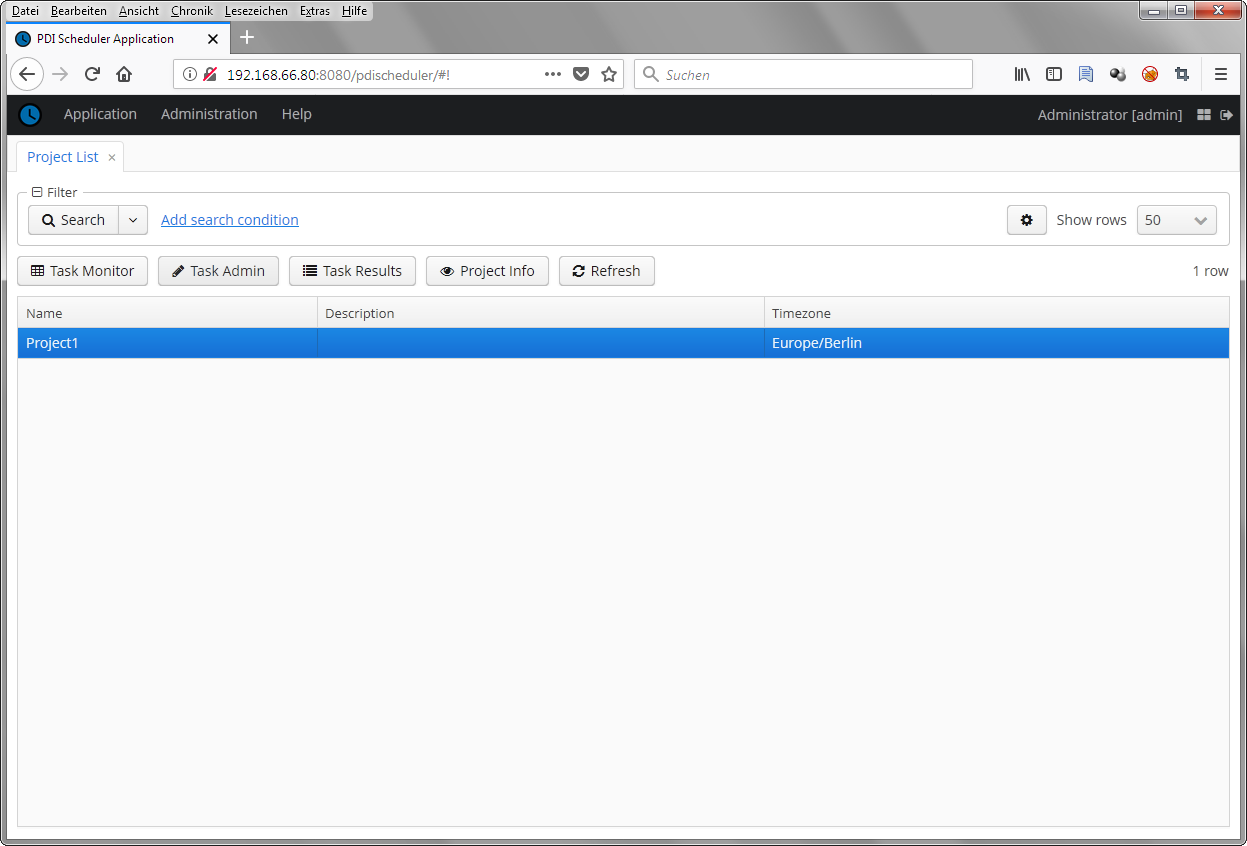 Datei Bearbeiten Ansicht Chronik Lesezeichen Extras Hilfe
PDI Scheduler Application
192.168.66.80:8080/pdischeduler/#! Suchen
Application Administration Help Administrator [admin]
Project List
Filter
Search Add search condition Show rows 50
Task Monitor Task Admin Task Results Project Info Refresh 1 row
Name Description Timezone
Project1 Europe/Berlin